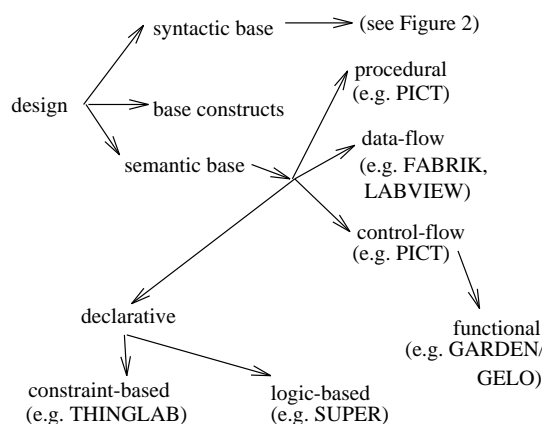 syntactic base
(see Figure 2)
procedural
(e.g. PICT)
design
base constructs
data-flow
(e.g. FABRIK,
LABVIEW)
semantic base
control-flow
(e.g. PICT)
declarative
functional
(e.g. GARDEN/
GELO)
constraint-based
(e.g. THINGLAB)
logic-based
(e.g. SUPER)